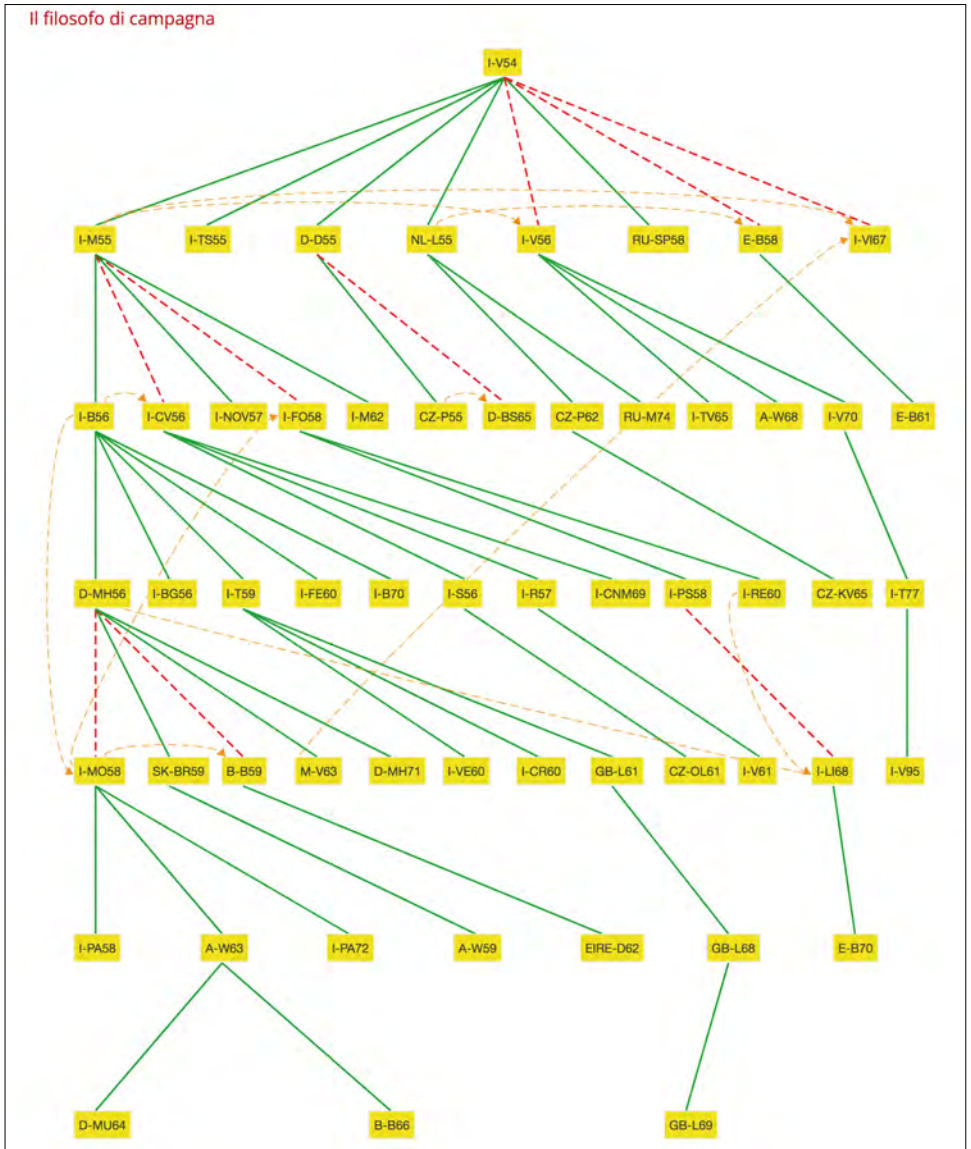 Il filosofo di campagna
I-V54
I-M55 I-TS55 D-D55 NL-L55 I-V56 RU-SP58 E-B58 I-VI67
I-B56 I-CV56 I-NOV57 I-FO58 I-M62 CZ-P55 D-BS65 CZ-P62 RU-M74 I-TV65 A-W68 I-V70 E-B61
D-MH56 I-BG56 I-T59 I-FE60 I-B70 I-S56 I-R57 I-CNM69 I-PS58 I-RE60 CZ-KV65 I-T77
I-MO58 SK-BR59 B-B59 M-V63 D-MH71 I-VE60 I-CR60 GB-L61 CZ-OL61 I-V61 I-LI68 I-V95
I-PA58 A-W63 I-PA72 A-W59 EIRE-D62 GB-L68 E-B70
D-MU64 B-B66 GB-L69